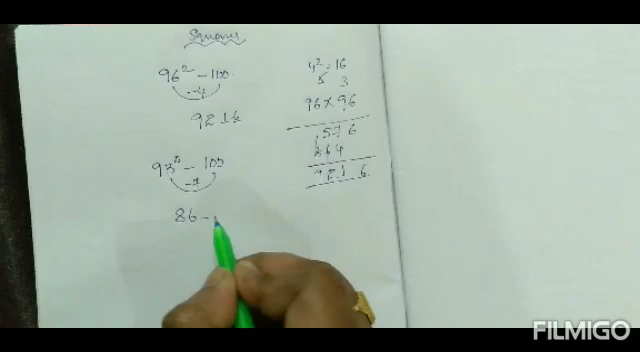 Squares
96² - 100
-4
9216
93² - 100
-7
86 -
4² = 16
5 3
96 × 96
576
864
9216
FILMIGO